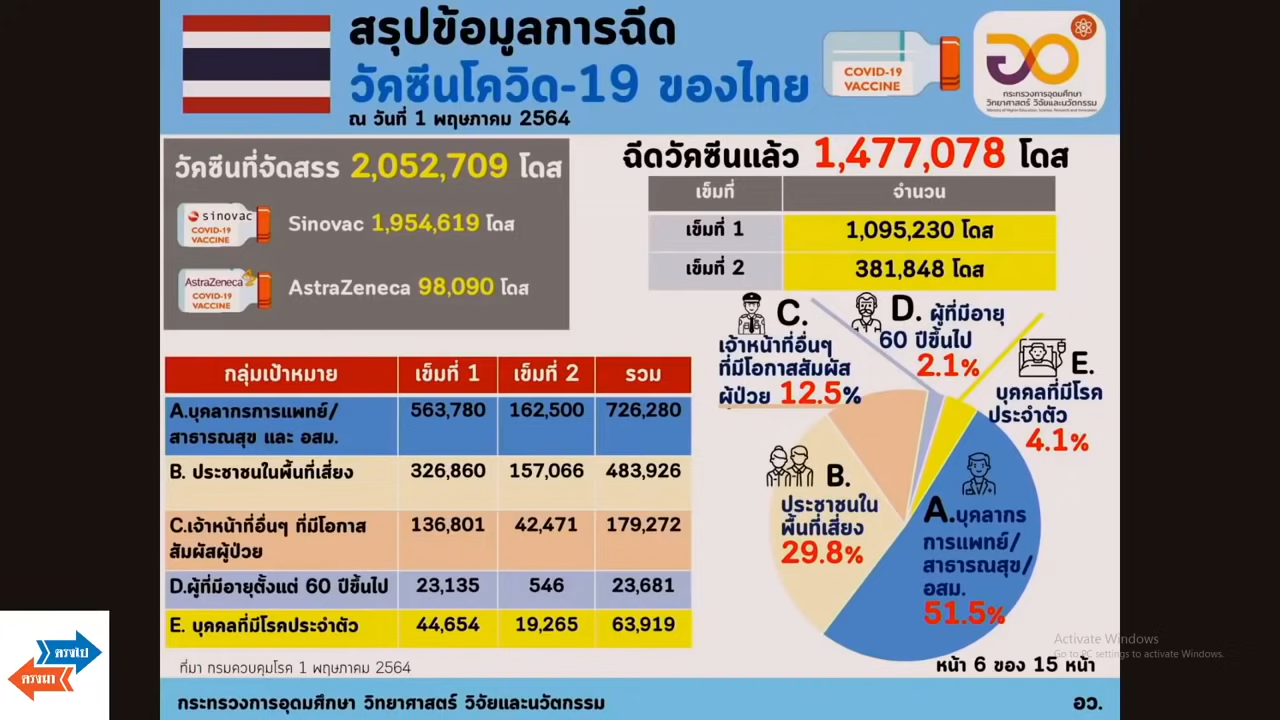 สรุปข้อมูลการฉีด
วัคซีนโควิด-19 ของไทย
ณ วันที่ 1 พฤษภาคม 2564
COVID-19
VACCINE
กระทรวงการอุดมศึกษา
วิทยาศาสตร์ วิจัยและนวัตกรรม
Ministry of Higher Education, Science, Research and Innovation
วัคซีนที่จัดสรร 2,052,709 โดส
sinovac
COVID-19
VACCINE
Sinovac 1,954,619 โดส
AstraZeneca
COVID-19
VACCINE
AstraZeneca 98,090 โดส
ฉีดวัคซีนแล้ว 1,477,078 โดส
เข็มที่ จำนวน
เข็มที่ 1 1,095,230 โดส
เข็มที่ 2 381,848 โดส
กลุ่มเป้าหมาย เข็มที่ 1 เข็มที่ 2 รวม
A.บุคลากรการแพทย์/ 563,780 162,500 726,280
สาธารณสุข และ อสม.
B. ประชาชนในพื้นที่เสี่ยง 326,860 157,066 483,926
C.เจ้าหน้าที่อื่นๆ ที่มีโอกาส 136,801 42,471 179,272
สัมผัสผู้ป่วย
D.ผู้ที่มีอายุตั้งแต่ 60 ปีขึ้นไป 23,135 546 23,681
E. บุคคลที่มีโรคประจำตัว 44,654 19,265 63,919
ที่มา กรมควบคุมโรค 1 พฤษภาคม 2564
C.
เจ้าหน้าที่อื่นๆ
ที่มีโอกาสสัมผัส
ผู้ป่วย 12.5%
D. ผู้ที่มีอายุ
60 ปีขึ้นไป
2.1%
E.
บุคคลที่มีโรค
ประจำตัว
4.1%
B.
ประชาชนใน
พื้นที่เสี่ยง
29.8%
A.บุคลากร
การแพทย์/
สาธารณสุข/
อสม.
51.5%
Activate Windows
Go to PC settings to activate Windows.
หน้า 6 ของ 15 หน้า
ตรงไป
ตรงมา
กระทรวงการอุดมศึกษา วิทยาศาสตร์ วิจัยและนวัตกรรม
อว.